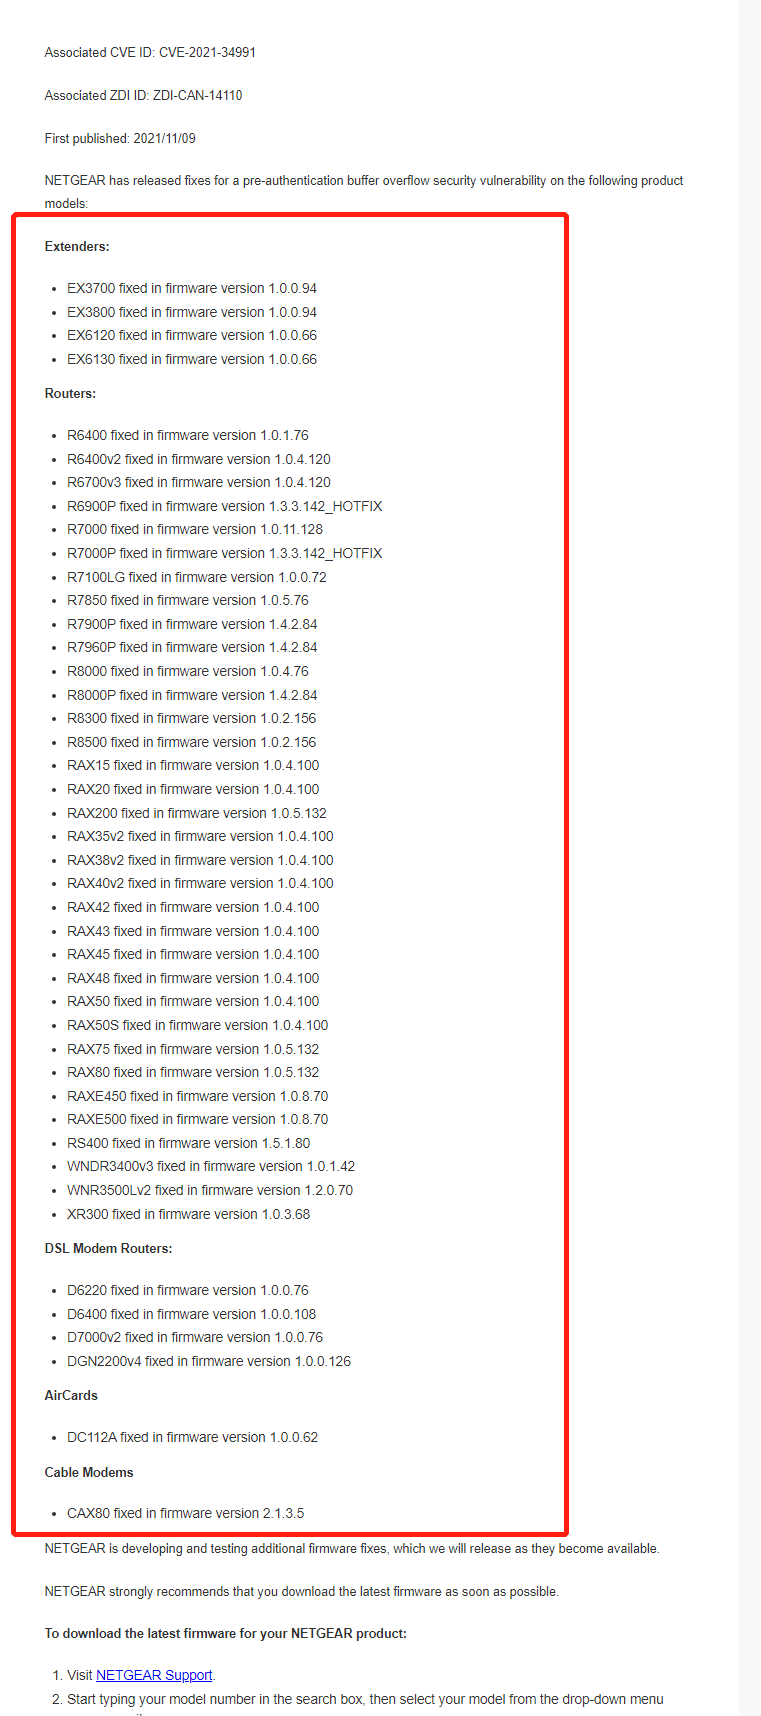 Associated CVE ID: CVE-2021-34991
Associated ZDI ID: ZDI-CAN-14110
First published: 2021/11/09
NETGEAR has released fixes for a pre-authentication buffer overflow security vulnerability on the following product
models:
Extenders:
• EX3700 fixed in firmware version 1.0.0.94
• EX3800 fixed in firmware version 1.0.0.94
• EX6120 fixed in firmware version 1.0.0.66
• EX6130 fixed in firmware version 1.0.0.66
Routers:
• R6400 fixed in firmware version 1.0.1.76
• R6400v2 fixed in firmware version 1.0.4.120
• R6700v3 fixed in firmware version 1.0.4.120
• R6900P fixed in firmware version 1.3.3.142_HOTFIX
• R7000 fixed in firmware version 1.0.11.128
• R7000P fixed in firmware version 1.3.3.142_HOTFIX
• R7100LG fixed in firmware version 1.0.0.72
• R7850 fixed in firmware version 1.0.5.76
• R7900P fixed in firmware version 1.4.2.84
• R7960P fixed in firmware version 1.4.2.84
• R8000 fixed in firmware version 1.0.4.76
• R8000P fixed in firmware version 1.4.2.84
• R8300 fixed in firmware version 1.0.2.156
• R8500 fixed in firmware version 1.0.2.156
• RAX15 fixed in firmware version 1.0.4.100
• RAX20 fixed in firmware version 1.0.4.100
• RAX200 fixed in firmware version 1.0.5.132
• RAX35v2 fixed in firmware version 1.0.4.100
• RAX38v2 fixed in firmware version 1.0.4.100
• RAX40v2 fixed in firmware version 1.0.4.100
• RAX42 fixed in firmware version 1.0.4.100
• RAX43 fixed in firmware version 1.0.4.100
• RAX45 fixed in firmware version 1.0.4.100
• RAX48 fixed in firmware version 1.0.4.100
• RAX50 fixed in firmware version 1.0.4.100
• RAX50S fixed in firmware version 1.0.4.100
• RAX75 fixed in firmware version 1.0.5.132
• RAX80 fixed in firmware version 1.0.5.132
• RAXE450 fixed in firmware version 1.0.8.70
• RAXE500 fixed in firmware version 1.0.8.70
• RS400 fixed in firmware version 1.5.1.80
• WNDR3400v3 fixed in firmware version 1.0.1.42
• WNR3500Lv2 fixed in firmware version 1.2.0.70
• XR300 fixed in firmware version 1.0.3.68
DSL Modem Routers:
• D6220 fixed in firmware version 1.0.0.76
• D6400 fixed in firmware version 1.0.0.108
• D7000v2 fixed in firmware version 1.0.0.76
• DGN2200v4 fixed in firmware version 1.0.0.126
AirCards
• DC112A fixed in firmware version 1.0.0.62
Cable Modems
• CAX80 fixed in firmware version 2.1.3.5
NETGEAR is developing and testing additional firmware fixes, which we will release as they become available.
NETGEAR strongly recommends that you download the latest firmware as soon as possible.
To download the latest firmware for your NETGEAR product:
1. Visit NETGEAR Support.
2. Start typing your model number in the search box, then select your model from the drop-down menu